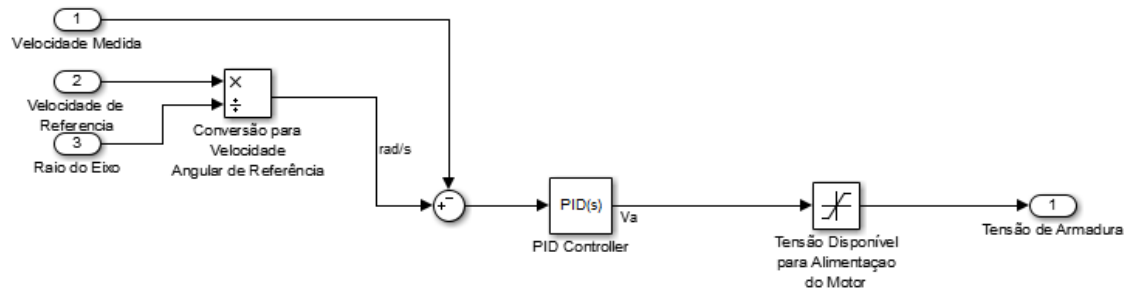 1
Velocidade Medida
2
Velocidade de
Referencia
3
Raio do Eixo
×
÷
Conversão para
Velocidade
Angular de Referência
rad/s
+
−
PID(s)
PID Controller
Va
Tensão Disponível
para Alimentaçao
do Motor
1
Tensão de Armadura